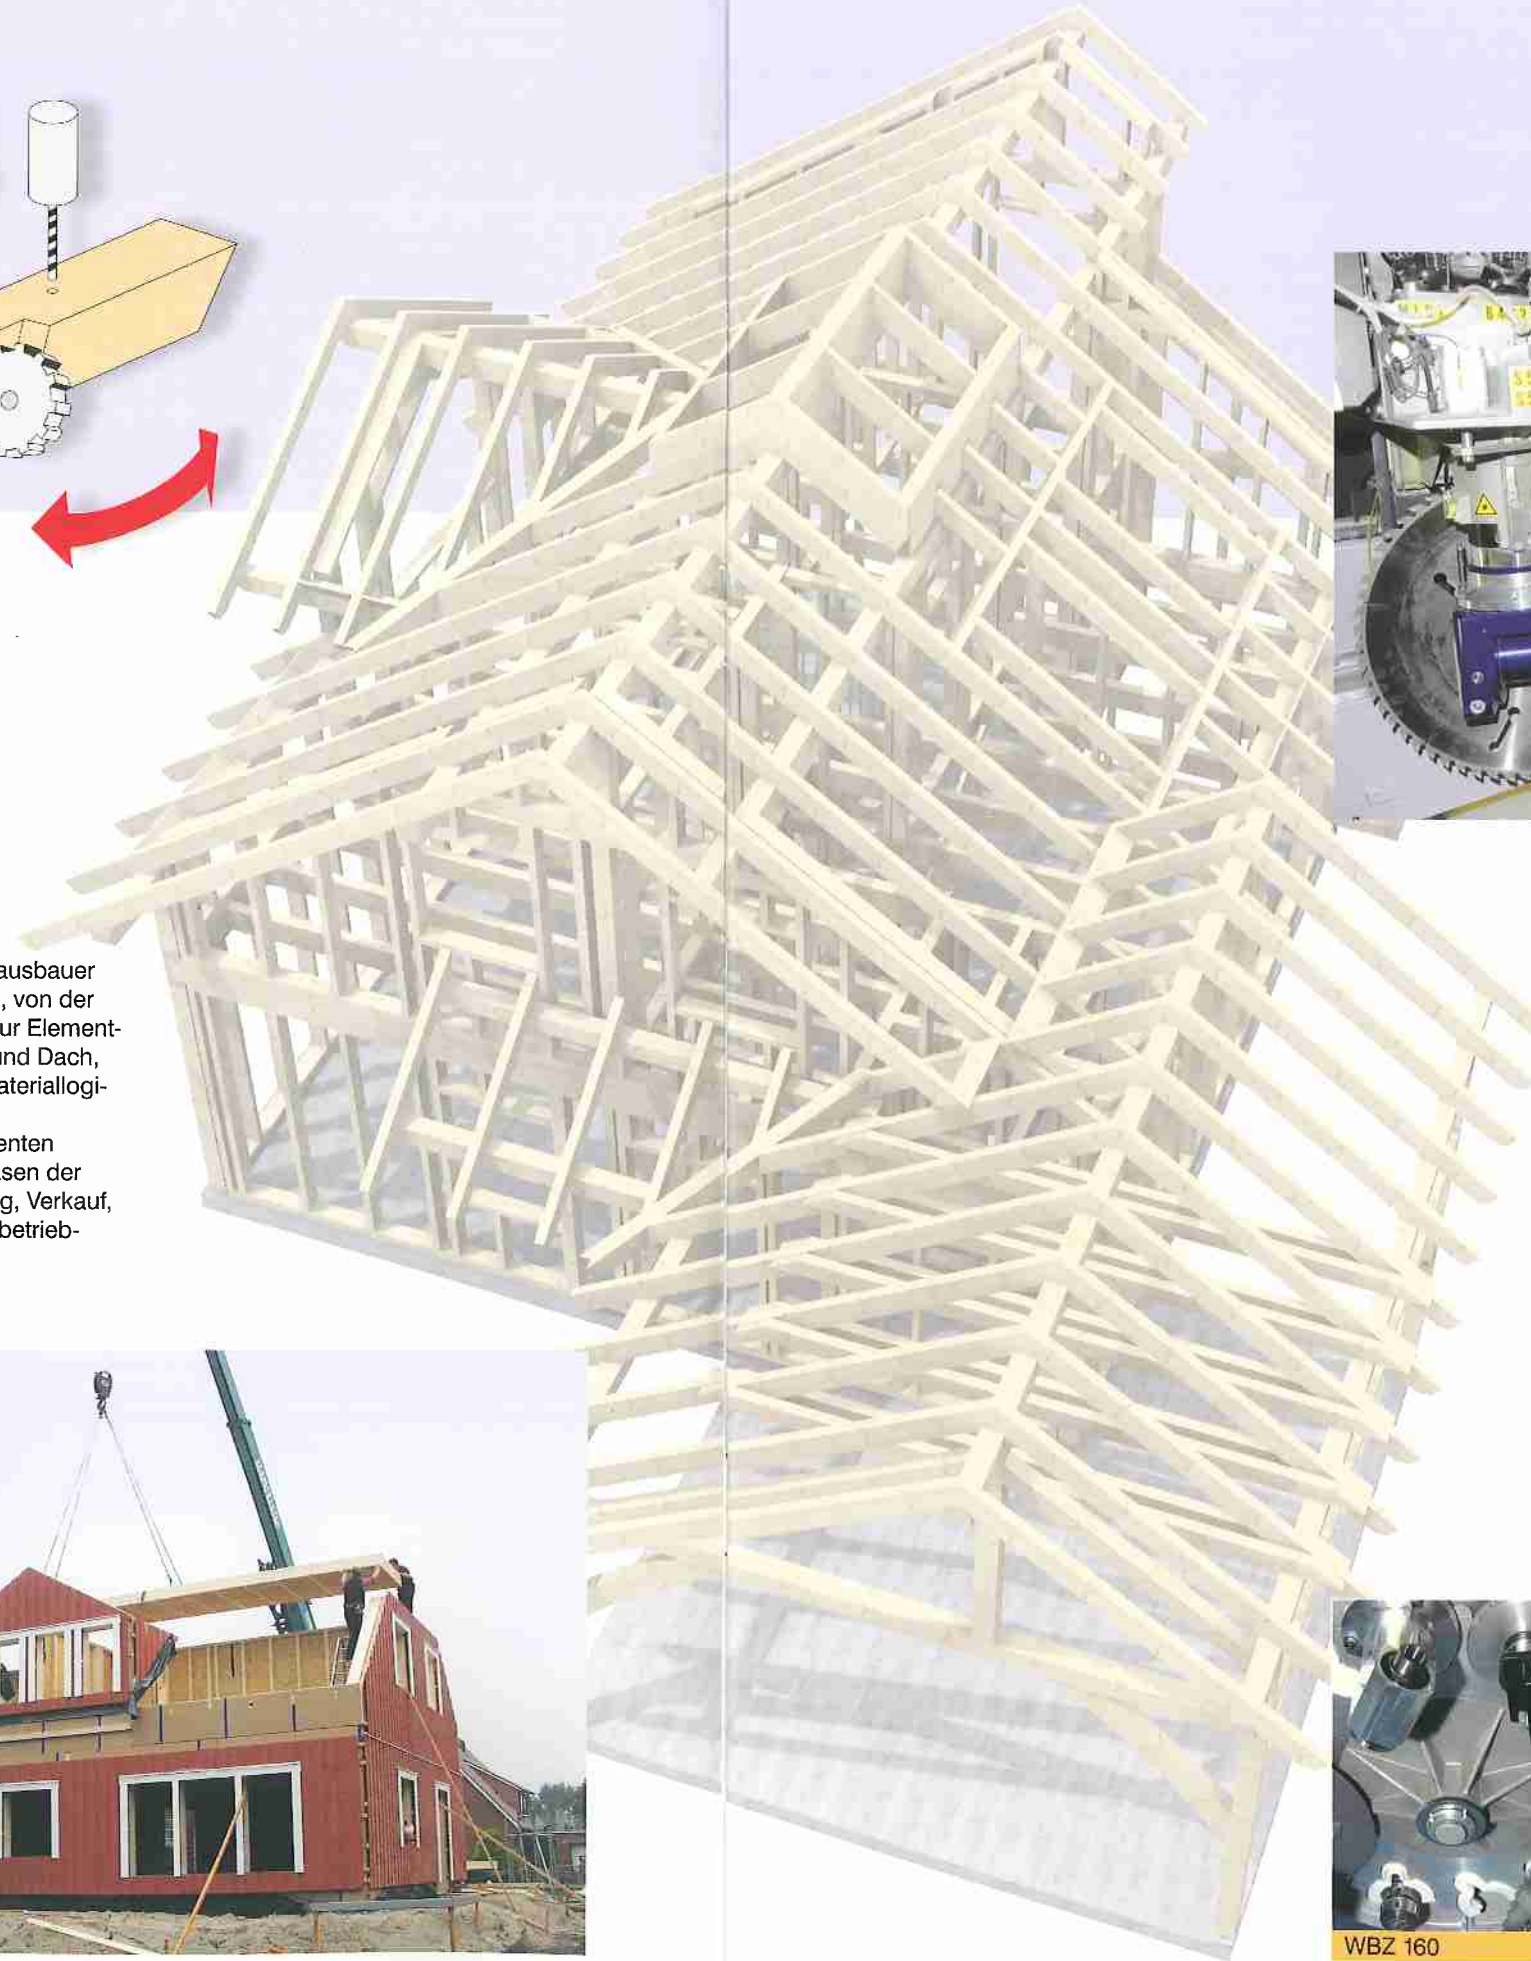 ausbauer
, von der
ur Element-
und Dach,
ateriallogi-
enten
sen der
g, Verkauf,
betrieb-
WBZ 160